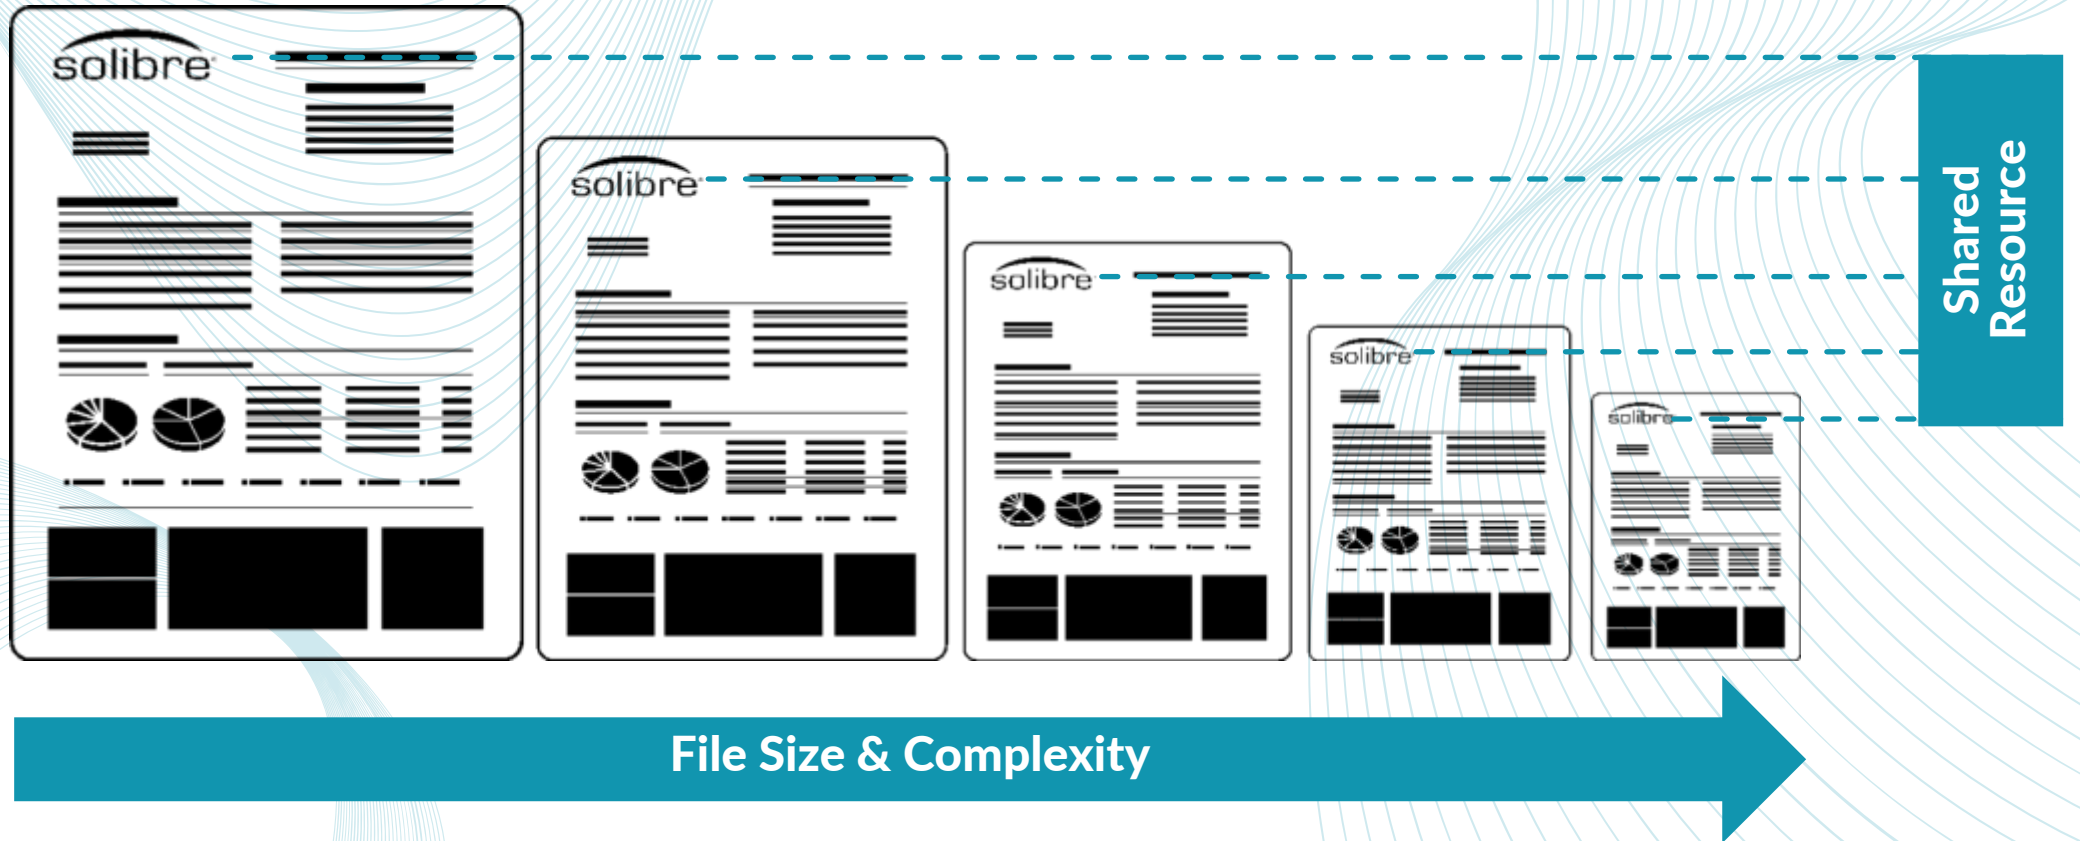 solibre
solibre
solibre
solibre
solibre
Shared
Resource
File Size & Complexity